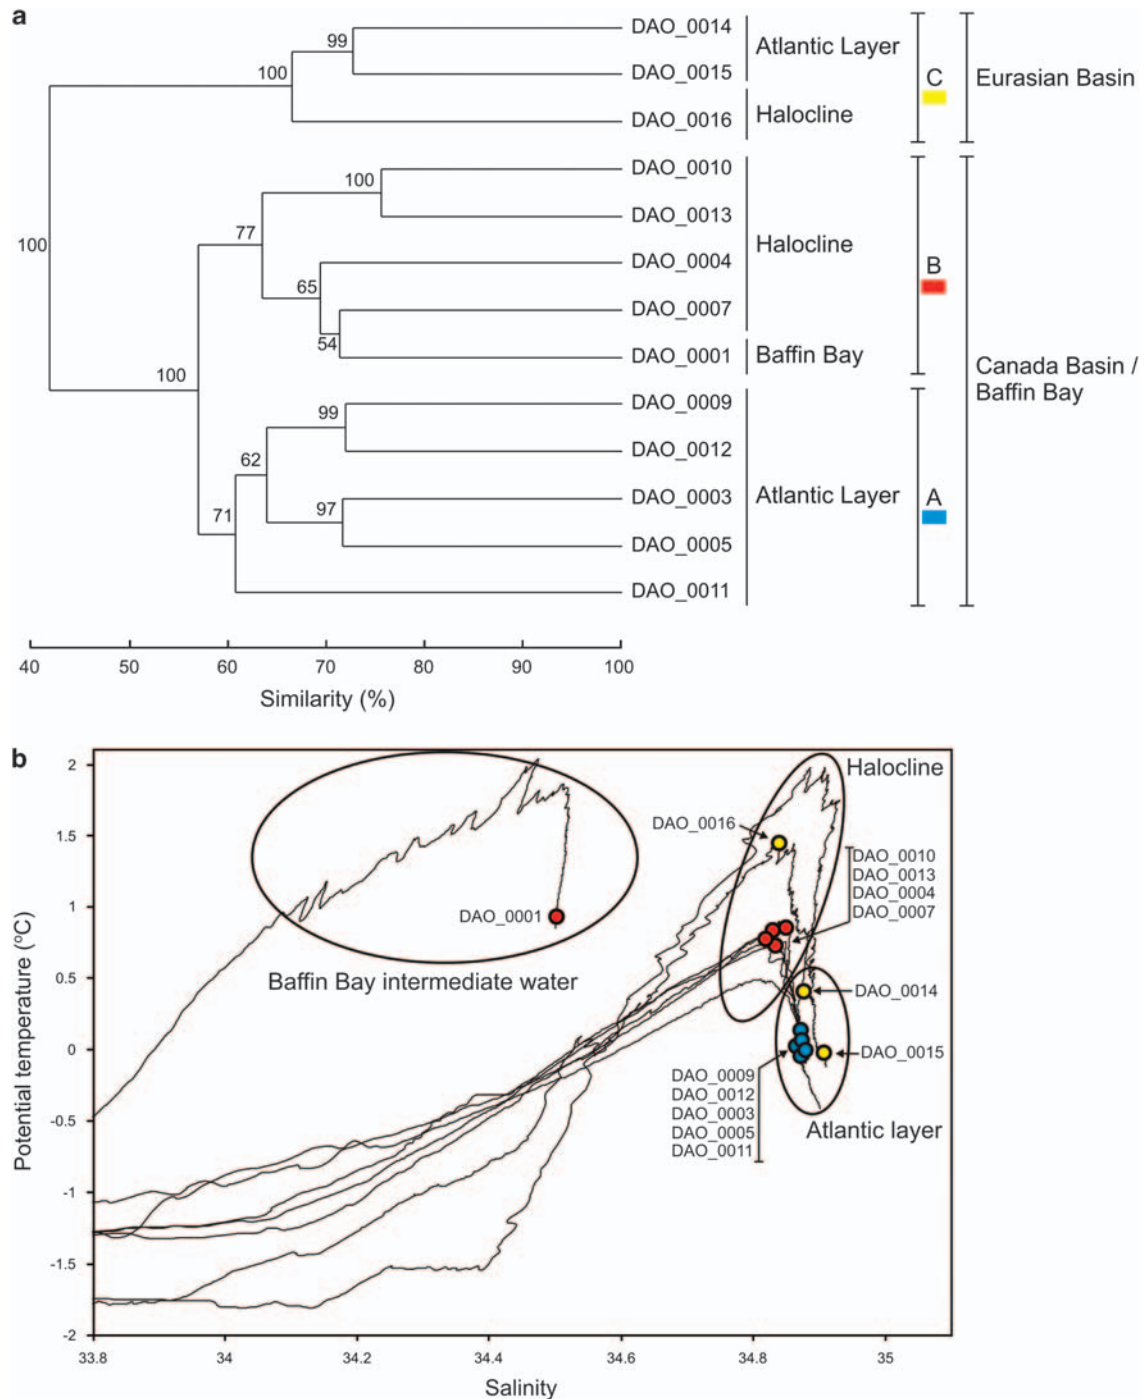 a
DAO_0014
DAO_0015
DAO_0016
DAO_0010
DAO_0013
DAO_0004
DAO_0007
DAO_0001
DAO_0009
DAO_0012
DAO_0003
DAO_0005
DAO_0011
Atlantic Layer
Halocline
Halocline
Baffin Bay
Atlantic Layer
C
B
A
Eurasian Basin
Canada Basin /
Baffin Bay
99
100
100
100
77
65
54
100
99
62
97
71
40 50 60 70 80 90 100
Similarity (%)
b
2
1.5
1
0.5
0
-0.5
-1
-1.5
-2
Potential temperature (ºC)
Halocline
DAO_0016
DAO_0010
DAO_0013
DAO_0004
DAO_0007
DAO_0001
Baffin Bay intermediate water
DAO_0014
DAO_0015
DAO_0009
DAO_0012
DAO_0003
DAO_0005
DAO_0011
Atlantic layer
33.8 34 34.2 34.4 34.6 34.8 35
Salinity